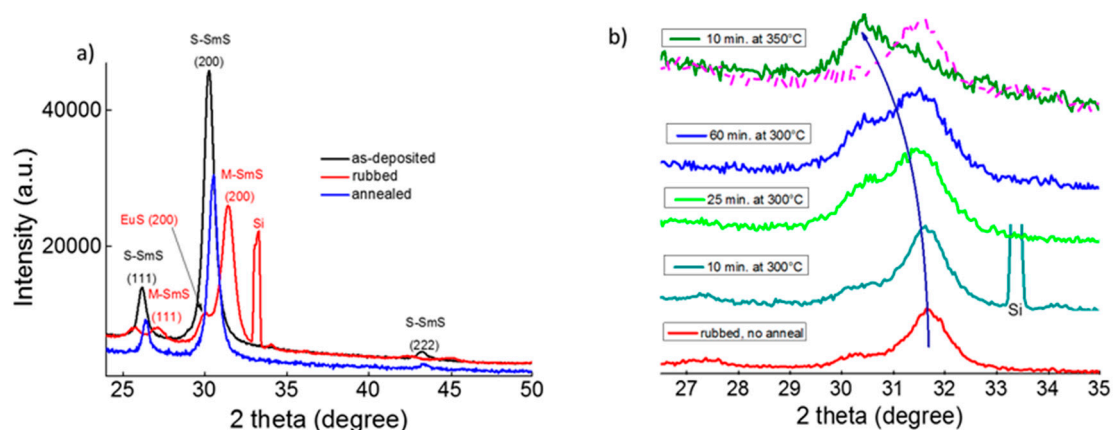 a)
S-SmS
(200)
40000
as-deposited
rubbed
annealed
M-SmS
(200)
EuS (200)
Si
20000
S-SmS
(111)
M-SmS
(111)
S-SmS
(222)
Intensity (a.u.)
25 30 35 40 45 50
2 theta (degree)
b)
10 min. at 350°C
60 min. at 300°C
25 min. at 300°C
10 min. at 300°C
Si
rubbed, no anneal
27 28 29 30 31 32 33 34 35
2 theta (degree)